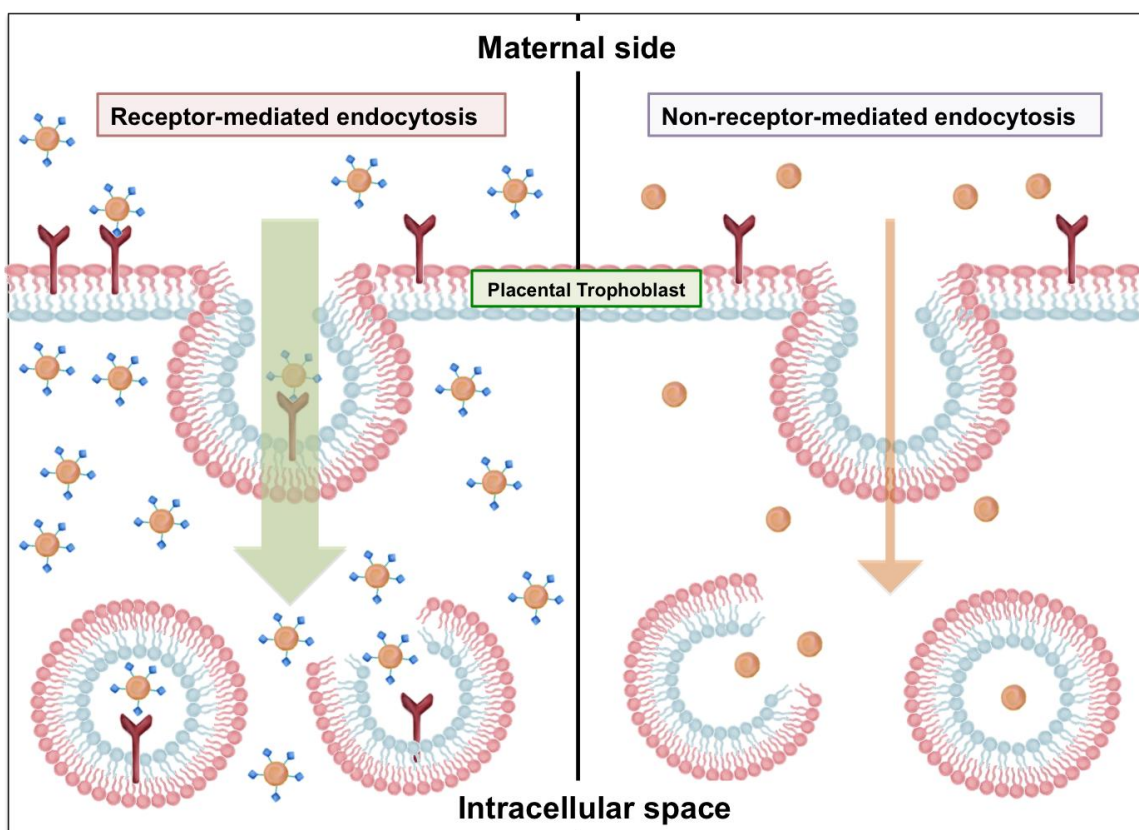 Maternal side
Receptor-mediated endocytosis
Non-receptor-mediated endocytosis
Placental Trophoblast
Intracellular space